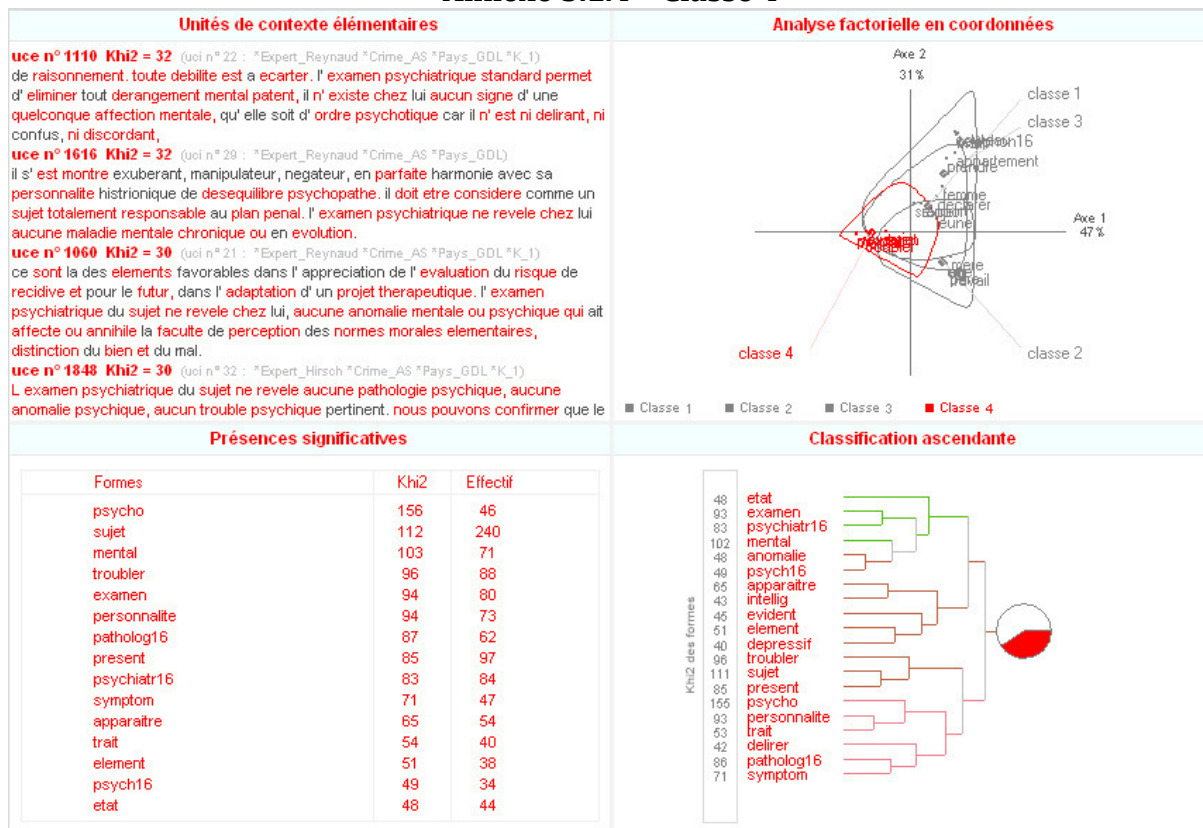 Unités de contexte élémentaires
uce n° 1110 Khi2 = 32 (uci n° 22 : *Expert_Reynaud *Crime_AS *Pays_GDL *K_1)
de raisonnement. toute debilite est a ecarter. l' examen psychiatrique standard permet
d' eliminer tout derangement mental patent, il n' existe chez lui aucun signe d' une
quelconque affection mentale, qu' elle soit d' ordre psychotique car il n' est ni delirant, ni
confus, ni discordant,
uce n° 1616 Khi2 = 32 (uci n° 29 : *Expert_Reynaud *Crime_AS *Pays_GDL)
il s' est montre exuberant, manipulateur, negateur, en parfaite harmonie avec sa
personnalite histrionique de desequilibre psychopathe. il doit etre considere comme un
sujet totalement responsable au plan penal. l' examen psychiatrique ne revele chez lui
aucune maladie mentale chronique ou en evolution.
uce n° 1060 Khi2 = 30 (uci n° 21 : *Expert_Reynaud *Crime_AS *Pays_GDL *K_1)
ce sont la des elements favorables dans l' appreciation de l' evaluation du risque de
recidive et pour le futur, dans l' adaptation d' un projet therapeutique. l' examen
psychiatrique du sujet ne revele chez lui, aucune anomalie mentale ou psychique qui ait
affecte ou annihile la faculte de perception des normes morales elementaires,
distinction du bien et du mal.
uce n° 1848 Khi2 = 30 (uci n° 32 : *Expert_Hirsch *Crime_AS *Pays_GDL *K_1)
L examen psychiatrique du sujet ne revele aucune pathologie psychique, aucune
anomalie psychique, aucun trouble psychique pertinent. nous pouvons confirmer que le
Analyse factorielle en coordonnées
Axe 2
31%
classe 1
classe 3
appartement
prendre
femme
declarer
jeune
Axe 1
47%
mere
travail
classe 4
classe 2
Classe 1 Classe 2 Classe 3 Classe 4
Présences significatives
Formes Khi2 Effectif
psycho 156 46
sujet 112 240
mental 103 71
troubler 96 88
examen 94 80
personnalite 94 73
patholog16 87 62
present 85 97
psychiatr16 83 84
symptom 71 47
apparaitre 65 54
trait 54 40
element 51 38
psych16 49 34
etat 48 44
Classification ascendante
Khi2 des formes
48 etat
93 examen
83 psychiatr16
102 mental
48 anomalie
49 psych16
65 apparaitre
43 intellig
45 evident
51 element
40 depressif
96 troubler
111 sujet
85 present
155 psycho
93 personnalite
53 trait
42 delirer
86 patholog16
71 symptom